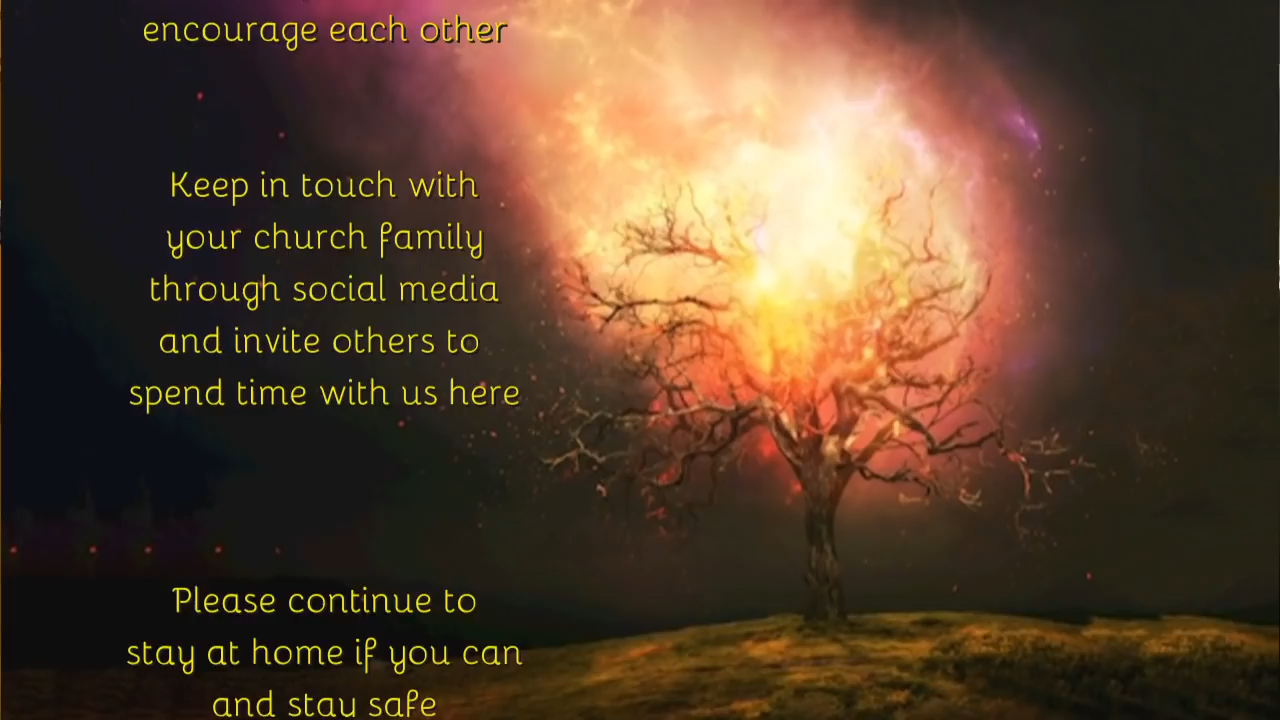 encourage each other
Keep in touch with
your church family
through social media
and invite others to
spend time with us here
Please continue to
stay at home if you can
and stay safe